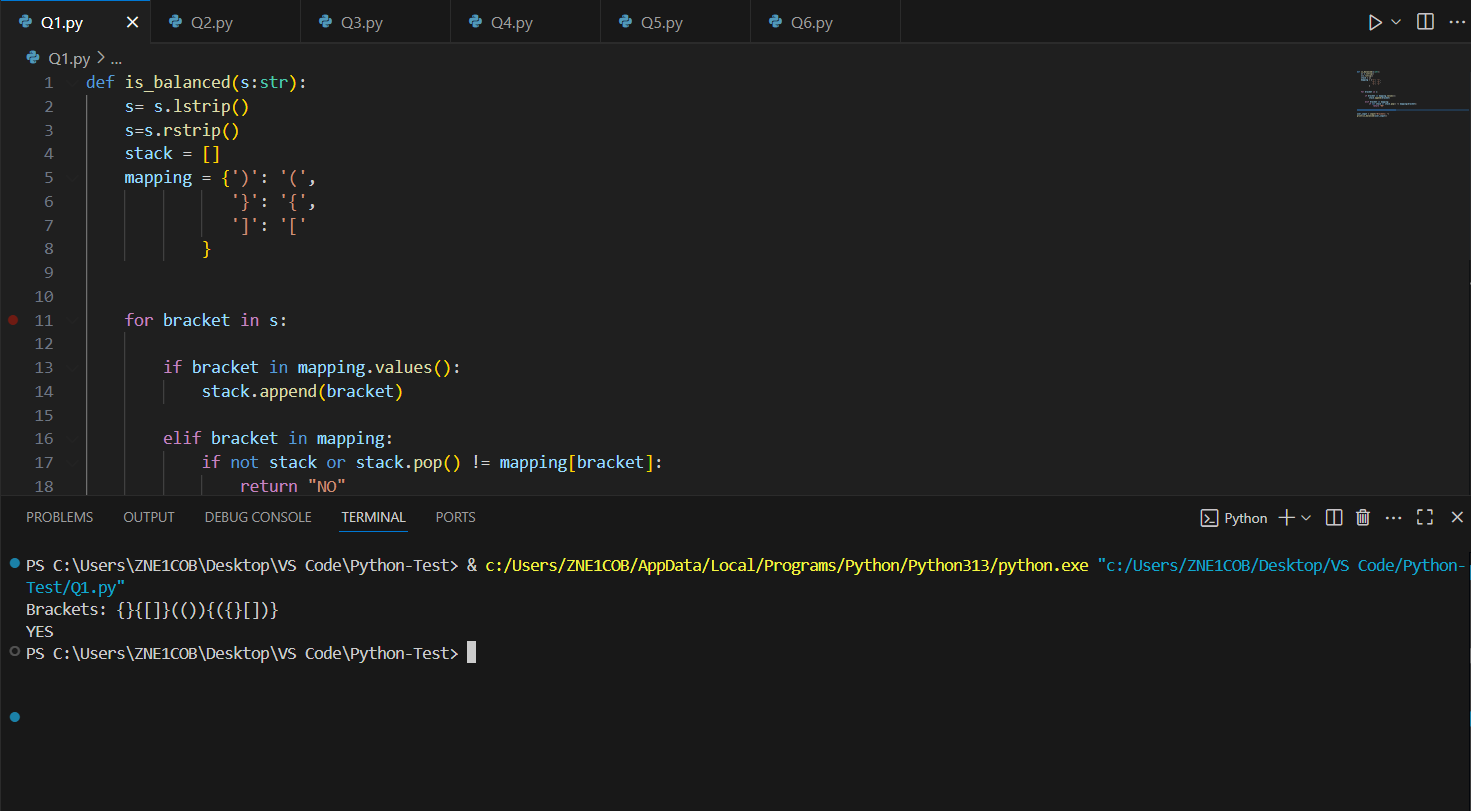 Q1.py Q2.py Q3.py Q4.py Q5.py Q6.py
Q1.py > ...
1 def is_balanced(s:str):
2     s= s.lstrip()
3     s=s.rstrip()
4     stack = []
5     mapping = {')': '(',
6                '}': '{',
7                ']': '['
8             }
9
10
11     for bracket in s:
12
13         if bracket in mapping.values():
14             stack.append(bracket)
15
16         elif bracket in mapping:
17             if not stack or stack.pop() != mapping[bracket]:
18                 return "NO"
PROBLEMS OUTPUT DEBUG CONSOLE TERMINAL PORTS Python
PS C:\Users\ZNE1COB\Desktop\VS Code\Python-Test> & c:/Users/ZNE1COB/AppData/Local/Programs/Python/Python313/python.exe "c:/Users/ZNE1COB/Desktop/VS Code/Python-
Test/Q1.py"
Brackets: {}{[]}(()){({}[])}
YES
PS C:\Users\ZNE1COB\Desktop\VS Code\Python-Test>